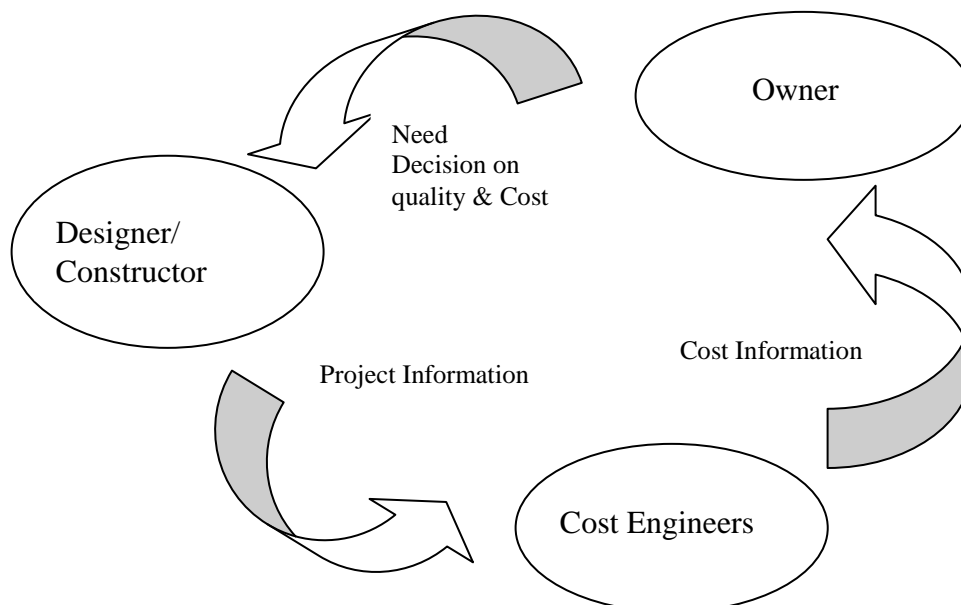 Owner
Need
Decision on
quality & Cost
Designer/
Constructor
Cost Information
Project Information
Cost Engineers